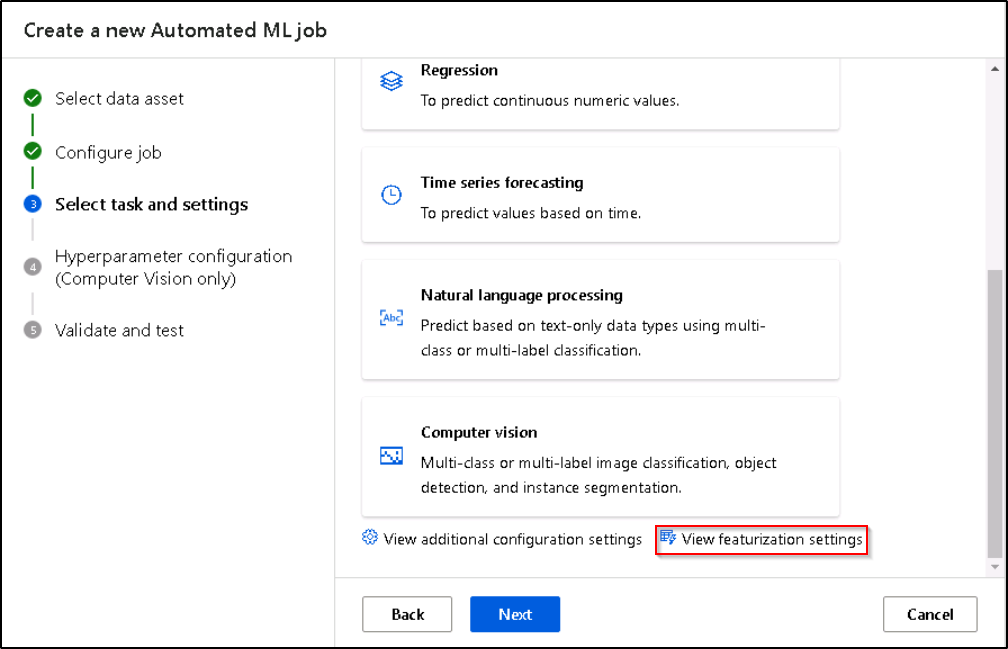 Create a new Automated ML job
Select data asset
Configure job
3
Select task and settings
4
Hyperparameter configuration
(Computer Vision only)
5
Validate and test
Regression
To predict continuous numeric values.
Time series forecasting
To predict values based on time.
Abc
Natural language processing
Predict based on text-only data types using multi-
class or multi-label classification.
Computer vision
Multi-class or multi-label image classification, object
detection, and instance segmentation.
View additional configuration settings
View featurization settings
Back
Next
Cancel